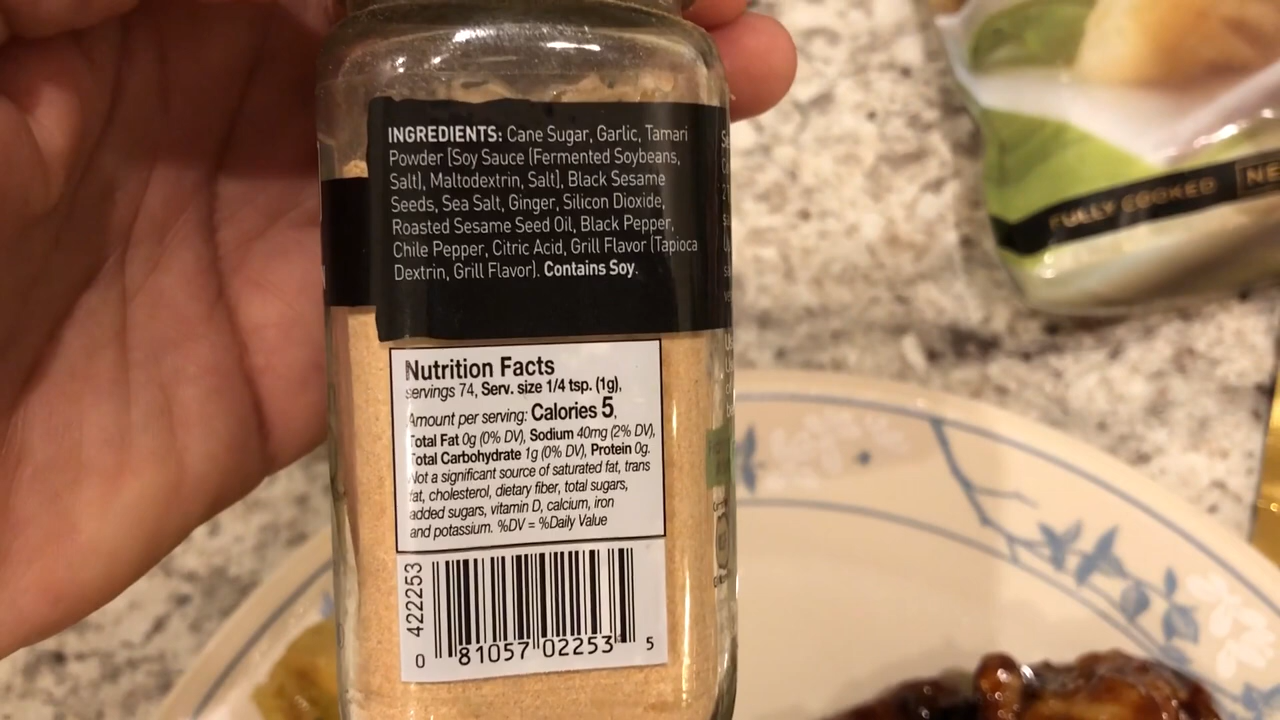 INGREDIENTS: Cane Sugar, Garlic, Tamari
Powder [Soy Sauce (Fermented Soybeans,
Salt), Maltodextrin, Salt], Black Sesame
Seeds, Sea Salt, Ginger, Silicon Dioxide,
Roasted Sesame Seed Oil, Black Pepper,
Chile Pepper, Citric Acid, Grill Flavor (Tapioca
Dextrin, Grill Flavor). Contains Soy.
Nutrition Facts
servings 74, Serv. size 1/4 tsp. (1g),
Amount per serving: Calories 5,
Total Fat 0g (0% DV), Sodium 40mg (2% DV),
Total Carbohydrate 1g (0% DV), Protein 0g.
Not a significant source of saturated fat, trans
fat, cholesterol, dietary fiber, total sugars,
added sugars, vitamin D, calcium, iron
and potassium. %DV = %Daily Value
422253
0 81057 02253 5
FULLY COOKED